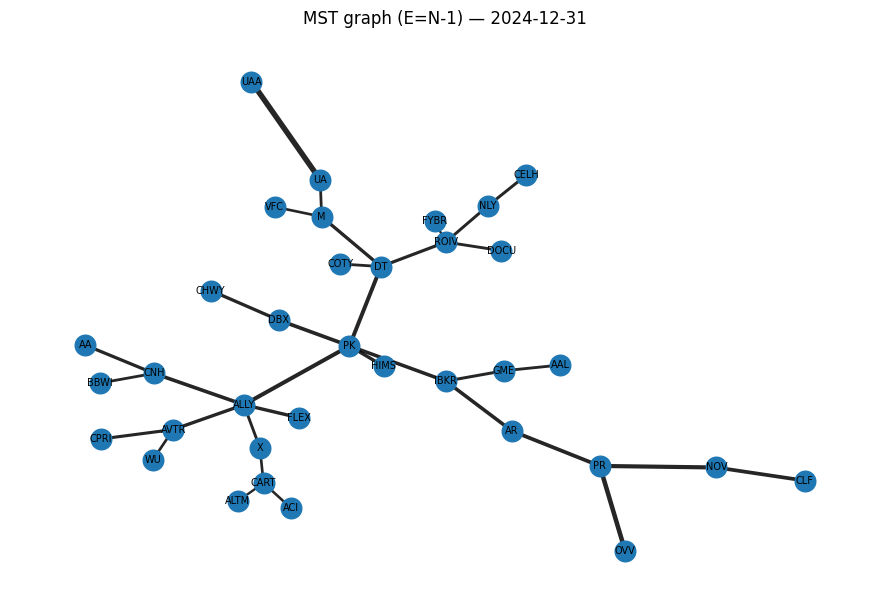 MST graph (E=N-1) — 2024-12-31
UAA
CELH
UA
VFC
NLY
M
FYBR
ROIV
DOCU
COTY
DT
CHWY
DBX
AA
PK
HIMS
AAL
GME
CNH
BBWI
IBKR
ALLY
FLEX
AVTR
AR
CPRI
X
WU
PR
NOV
CLF
CART
ALTM
ACI
OVV